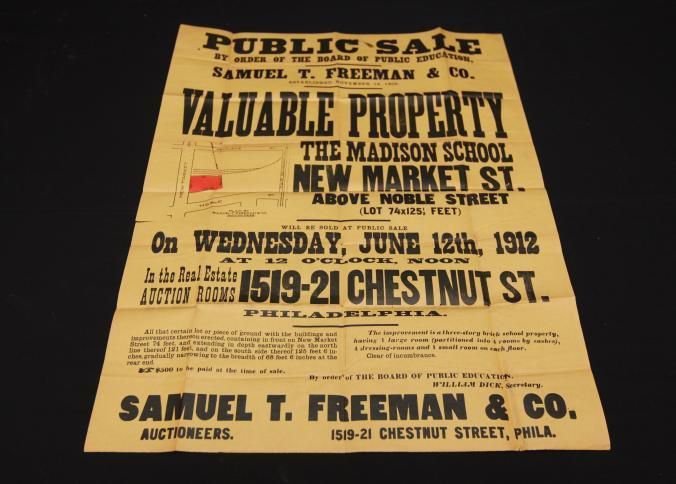 PUBLIC SALE
BY ORDER OF THE BOARD OF PUBLIC EDUCATION.
SAMUEL T. FREEMAN & CO.
ESTABLISHED NOVEMBER 12, 1805.
VALUABLE PROPERTY
THE MADISON SCHOOL
NEW MARKET ST.
ABOVE NOBLE STREET
(LOT 74x125½ FEET)
NEW MARKET
NOBLE
WILL BE SOLD AT PUBLIC SALE
On WEDNESDAY, JUNE 12th, 1912
AT 12 O'CLOCK, NOON
In the Real Estate
AUCTION ROOMS
1519-21 CHESTNUT ST.
PHILADELPHIA.
All that certain lot or piece of ground with the buildings and
improvements thereon erected, containing in front on New Market
Street 74 feet, and extending in depth eastwardly on the north
line thereof 121 feet, and on the south side thereof 125 feet 6 in-
ches, gradually narrowing to the breadth of 68 feet 6 inches at the
rear end.
$500 to be paid at the time of sale.
The improvement is a three-story brick school property,
having 1 large room (partitioned into 4 rooms by sashes),
4 dressing-rooms and 1 small room on each floor.
Clear of incumbrance.
By order of THE BOARD OF PUBLIC EDUCATION.
WILLIAM DICK, Secretary.
SAMUEL T. FREEMAN & CO.
AUCTIONEERS.
1519-21 CHESTNUT STREET, PHILA.